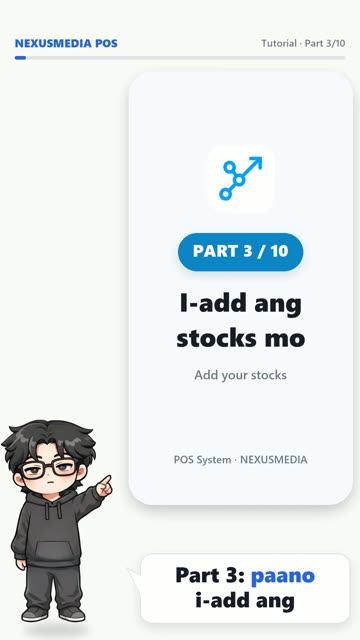 NEXUSMEDIA POS
Tutorial · Part 3/10
PART 3 / 10
I-add ang
stocks mo
Add your stocks
POS System · NEXUSMEDIA
Part 3: paano
i-add ang